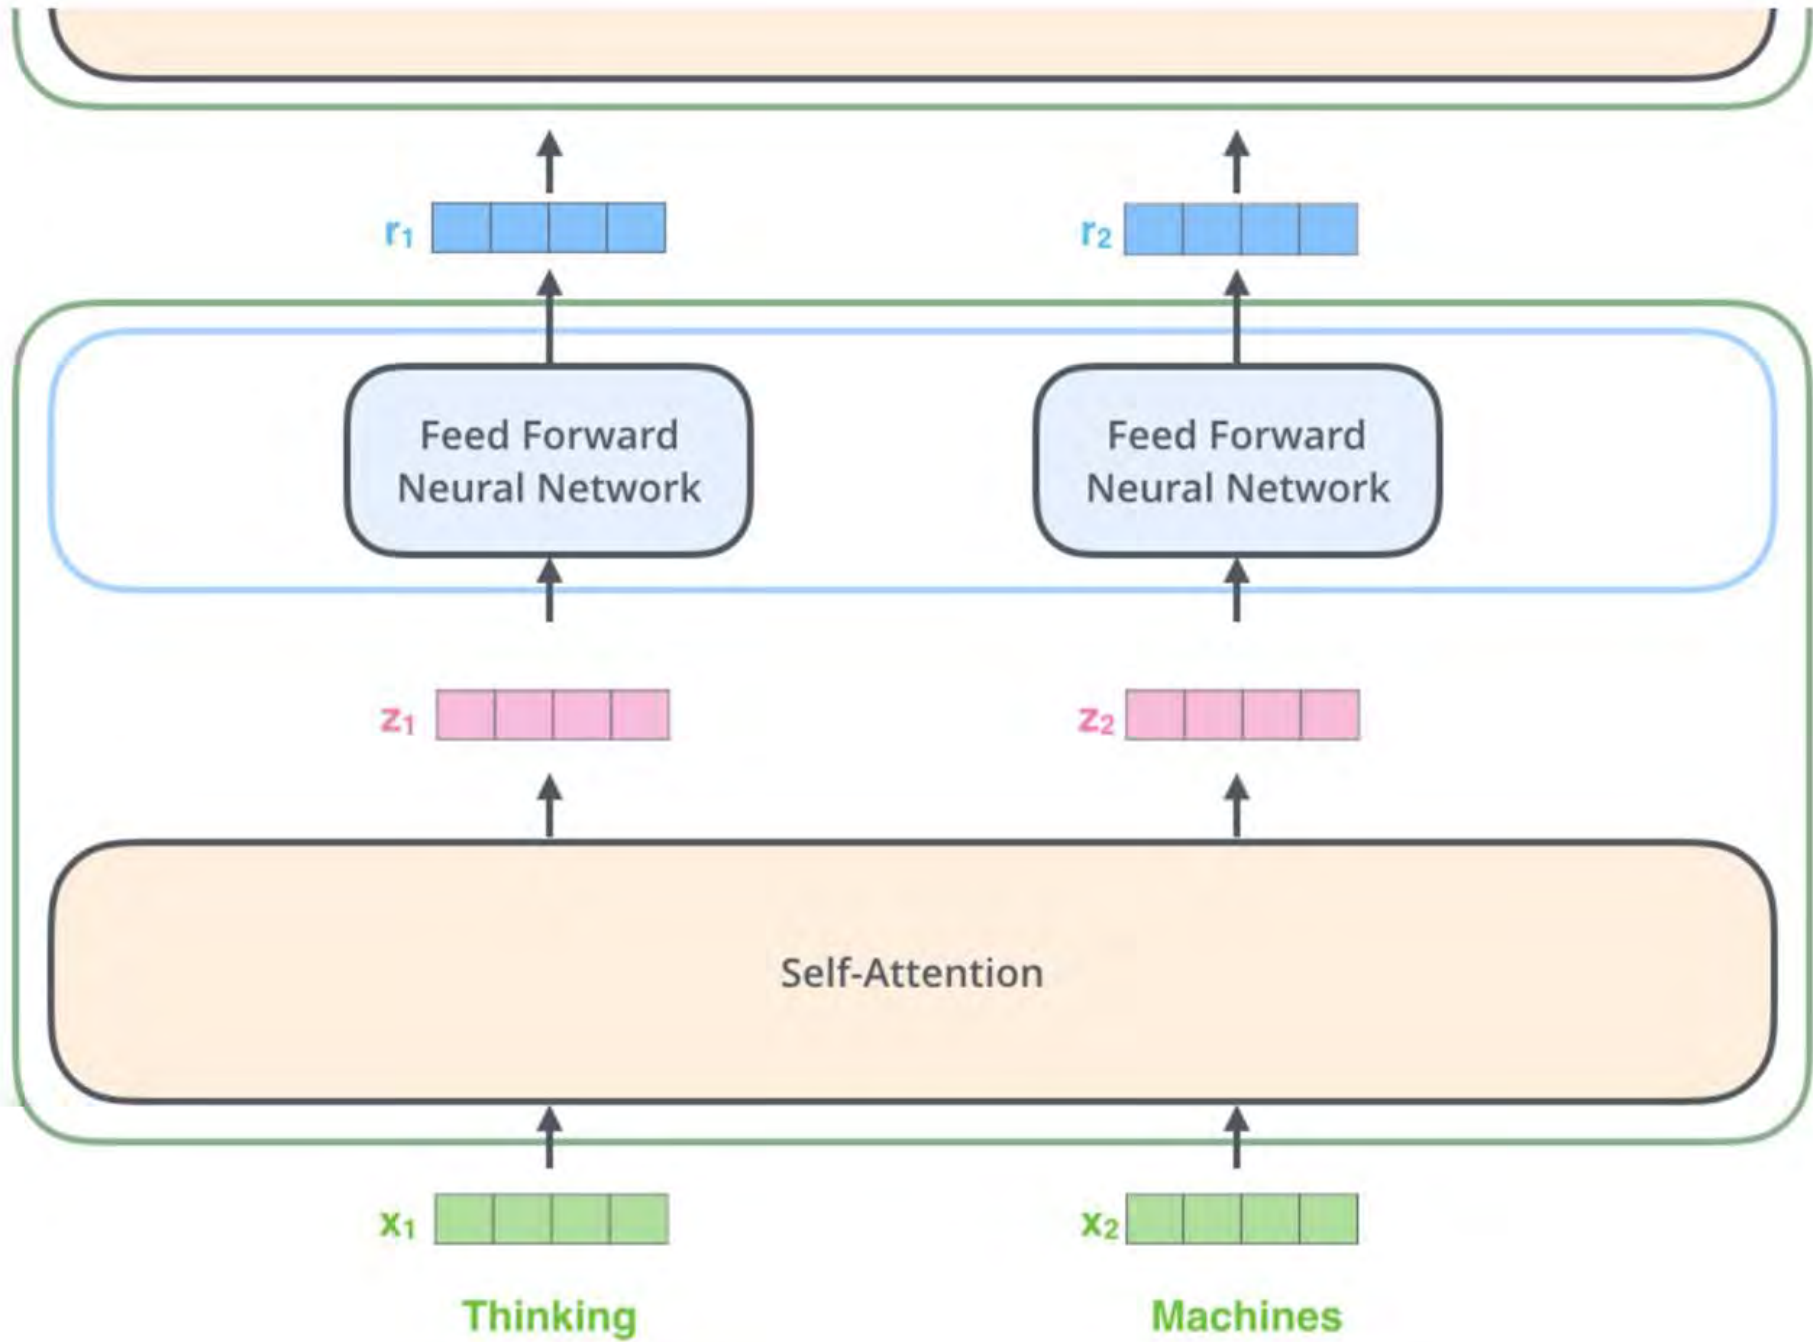 r₁
r₂
Feed Forward
Neural Network
Feed Forward
Neural Network
z₁
z₂
Self-Attention
x₁
x₂
Thinking
Machines